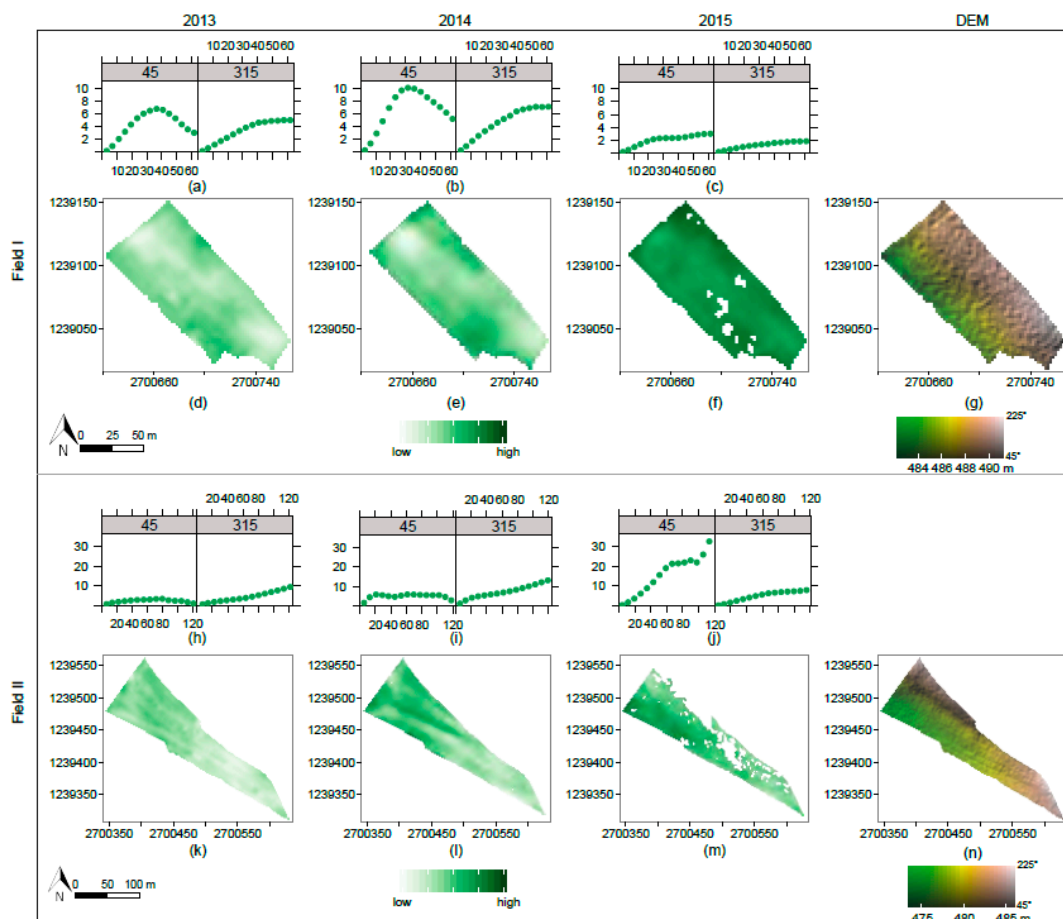 2013 2014 2015 DEM
102030405060 102030405060 102030405060
45 315 45 315 45 315
10 10 10
8 8 8
6 6 6
4 4 4
2 2 2
102030405060 102030405060 102030405060
(a) (b) (c)
Field I
1239150 1239150 1239150 1239150
1239100 1239100 1239100 1239100
1239050 1239050 1239050 1239050
2700660 2700740 2700660 2700740 2700660 2700740 2700660 2700740
(d) (e) (f) (g)
N
0 25 50 m
low high
225°
45°
484 486 488 490 m
20406080 120 20406080 120 20406080 120
45 315 45 315 45 315
30 30 30
20 20 20
10 10 10
20406080 120 20406080 120 20406080 120
(h) (i) (j)
Field II
1239550 1239550 1239550 1239550
1239500 1239500 1239500 1239500
1239450 1239450 1239450 1239450
1239400 1239400 1239400 1239400
1239350 1239350 1239350 1239350
2700350 2700450 2700550 2700350 2700450 2700550 2700350 2700450 2700550 2700350 2700450 2700550
(k) (l) (m) (n)
N
0 50 100 m
low high
225°
45°
475 480 485 m